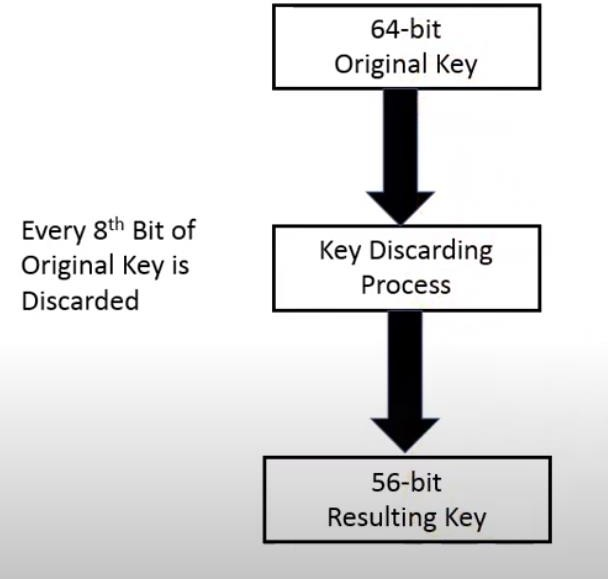 64-bit
Original Key
Every 8th Bit of
Original Key is
Discarded
Key Discarding
Process
56-bit
Resulting Key